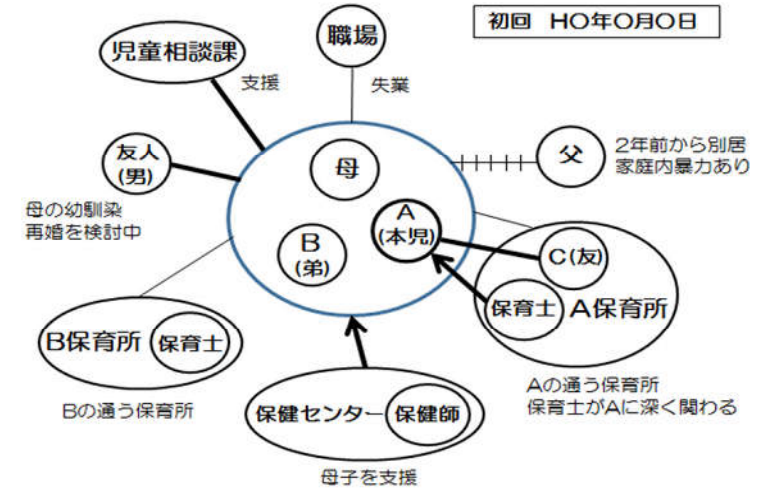 初回 H〇年〇月〇日
職場
児童相談課
支援
失業
友人
(男)
母
父
2年前から別居
家庭内暴力あり
母の幼馴染
再婚を検討中
A
(本児)
B
(弟)
C(友)
保育士
A保育所
B保育所
保育士
Aの通う保育所
保育士がAに深く関わる
Bの通う保育所
保健センター
保健師
母子を支援